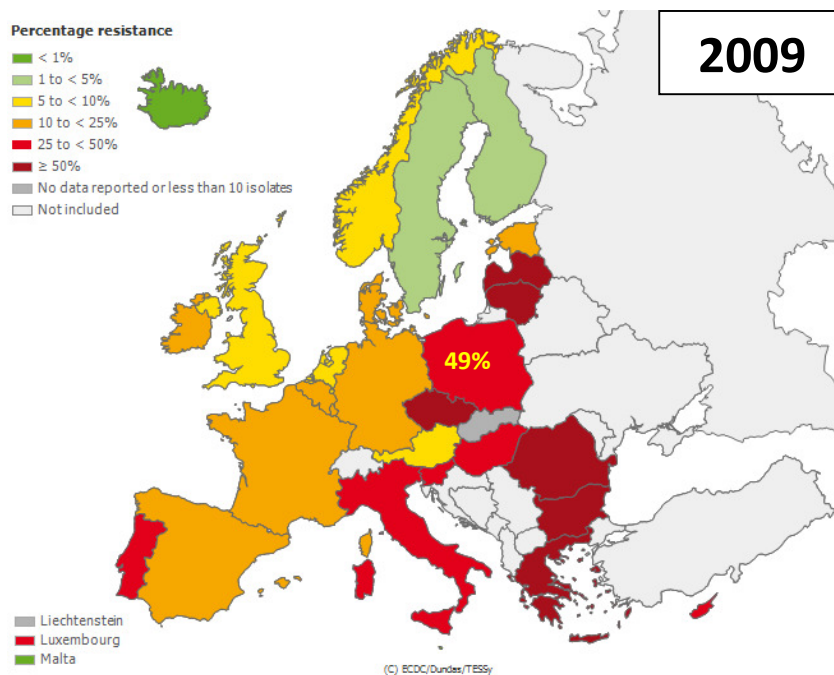 Percentage resistance
< 1%
1 to < 5%
5 to < 10%
10 to < 25%
25 to < 50%
≥ 50%
No data reported or less than 10 isolates
Not included
2009
49%
Liechtenstein
Luxembourg
Malta
(C) ECDC/Dundas/TESSy